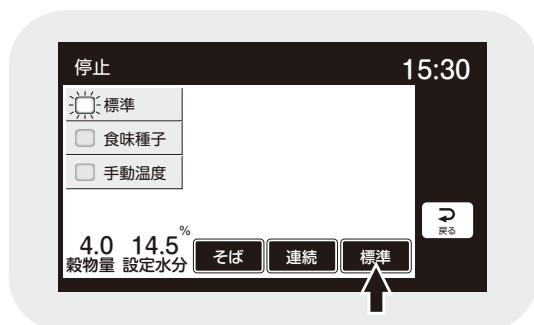 停止 15:30
標準
食味種子
手動温度
戻る
4.0 14.5%
穀物量 設定水分 そば 連続 標準